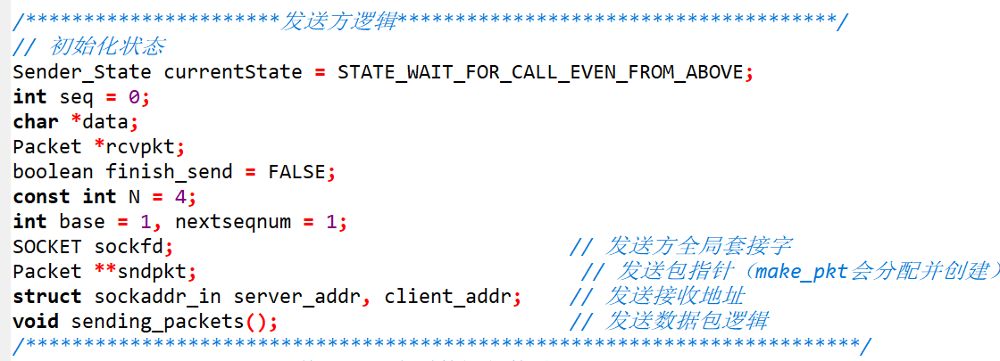 /**********************发送方逻辑**************************************/
// 初始化状态
Sender_State currentState = STATE_WAIT_FOR_CALL_EVEN_FROM_ABOVE;
int seq = 0;
char *data;
Packet *rcvpkt;
boolean finish_send = FALSE;
const int N = 4;
int base = 1, nextseqnum = 1;
SOCKET sockfd; // 发送方全局套接字
Packet **sndpkt; // 发送包指针（make_pkt会分配并创建）
struct sockaddr_in server_addr, client_addr; // 发送接收地址
void sending_packets(); // 发送数据包逻辑
/************************************************************************/